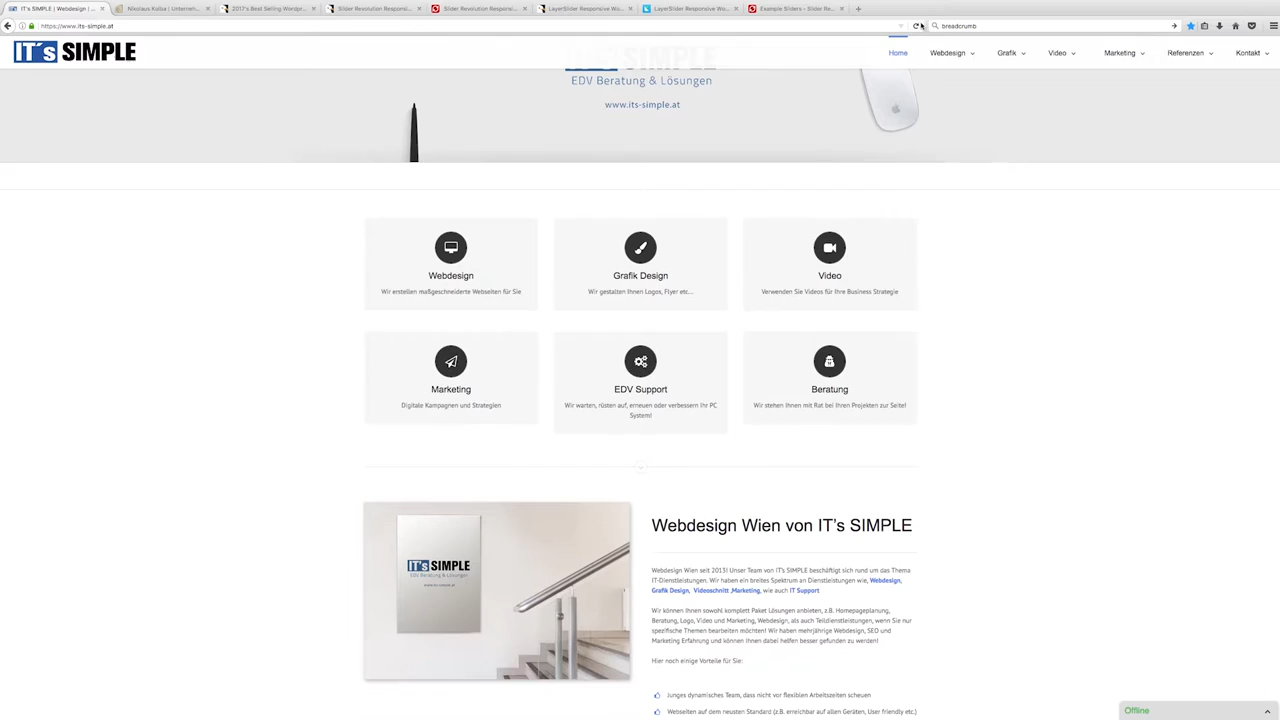 IT´s SIMPLE | Webdesign | ...
Nikolaus Kalba | Unternehm...
2017's Best Selling Wordpr...
Slider Revolution Responsi...
Slider Revolution Responsi...
LayerSlider Responsive Wo...
LayerSlider Responsive Wo...
Example Sliders – Slider Re...
https://www.its-simple.at
breadcrumb
IT´s SIMPLE
Home
Webdesign
Grafik
Video
Marketing
Referenzen
Kontakt
EDV Beratung & Lösungen
www.its-simple.at
Webdesign
Wir erstellen maßgeschneiderte Webseiten für Sie
Grafik Design
Wir gestalten Ihnen Logos, Flyer etc...
Video
Verwenden Sie Videos für Ihre Business Strategie
Marketing
Digitale Kampagnen und Strategien
EDV Support
Wir warten, rüsten auf, erneuen oder verbessern Ihr PC
System!
Beratung
Wir stehen Ihnen mit Rat bei Ihren Projekten zur Seite!
IT´s SIMPLE
EDV Beratung & Lösungen
www.its-simple.at
Webdesign Wien von IT’s SIMPLE
Webdesign Wien seit 2013! Unser Team von IT’s SIMPLE beschäftigt sich rund um das Thema
IT-Dienstleistungen. Wir haben ein breites Spektrum an Dienstleistungen wie, Webdesign,
Grafik Design, Videoschnitt ,Marketing, wie auch IT Support
Wir können Ihnen sowohl komplett Paket Lösungen anbieten, z.B. Homepageplanung,
Beratung, Logo, Video und Marketing, Webdesign, als auch Teildienstleistungen, wenn Sie nur
spezifische Themen bearbeiten möchten! Wir haben mehrjährige Webdesign, SEO und
Marketing Erfahrung und können Ihnen dabei helfen besser gefunden zu werden!
Hier noch einige Vorteile für Sie:
Junges dynamisches Team, dass nicht vor flexiblen Arbeitszeiten scheuen
Webseiten auf dem neusten Standard (z.B. erreichbar auf allen Geräten, User friendly etc.)
Offline